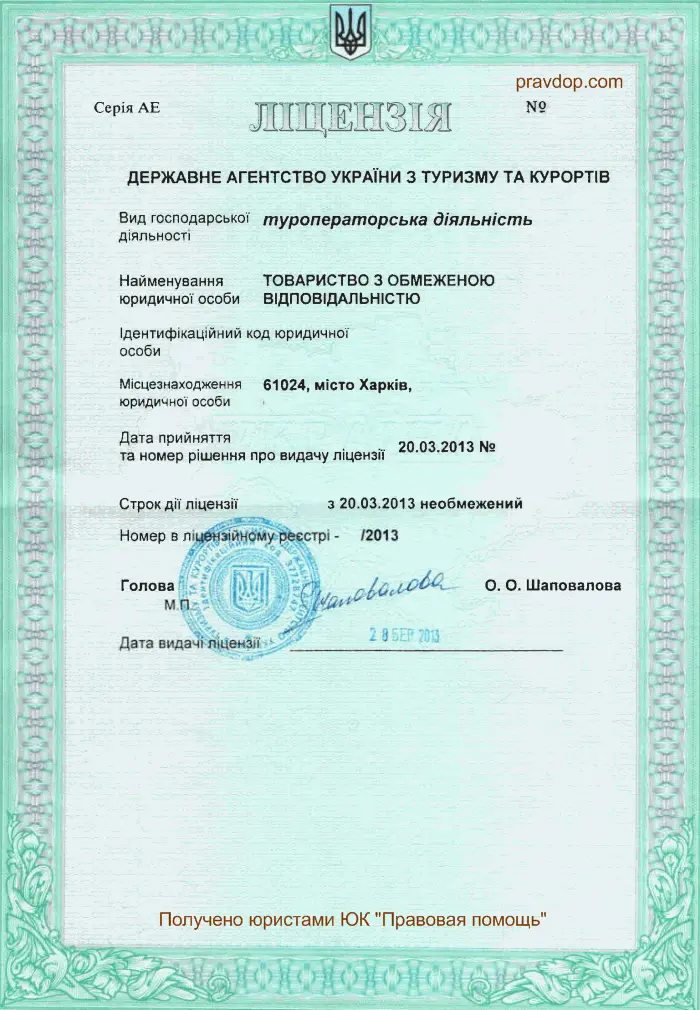 pravdop.com
Серія АЕ
ЛІЦЕНЗІЯ
№
ДЕРЖАВНЕ АГЕНТСТВО УКРАЇНИ З ТУРИЗМУ ТА КУРОРТІВ
Вид господарської туроператорська діяльність
діяльності
Найменування ТОВАРИСТВО З ОБМЕЖЕНОЮ
юридичної особи ВІДПОВІДАЛЬНІСТЮ
Ідентифікаційний код юридичної
особи
Місцезнаходження 61024, місто Харків,
юридичної особи
Дата прийняття
та номер рішення про видачу ліцензії 20.03.2013 №
Строк дії ліцензії з 20.03.2013 необмежений
Номер в ліцензійному реєстрі - /2013
Голова Шаповалова О. О. Шаповалова
М.П.
Дата видачі ліцензії 28 БЕР 2013
Получено юристами ЮК "Правовая помощь"